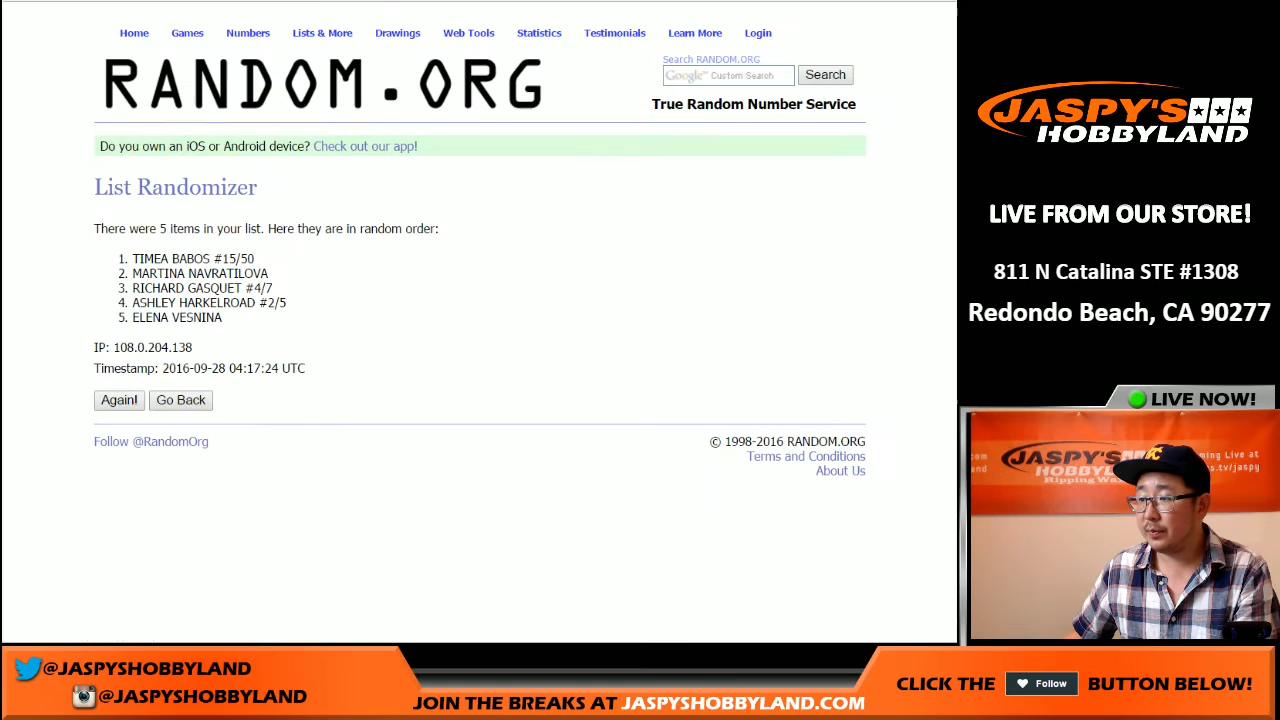 Home Games Numbers Lists & More Drawings Web Tools Statistics Testimonials Learn More Login
RANDOM.ORG
Search RANDOM.ORG
Google™ Custom Search Search
True Random Number Service
Do you own an iOS or Android device? Check out our app!
List Randomizer
There were 5 items in your list. Here they are in random order:
1. TIMEA BABOS #15/50
2. MARTINA NAVRATILOVA
3. RICHARD GASQUET #4/7
4. ASHLEY HARKELROAD #2/5
5. ELENA VESNINA
IP: 108.0.204.138
Timestamp: 2016-09-28 04:17:24 UTC
Again! Go Back
Follow @RandomOrg
© 1998-2016 RANDOM.ORG
Terms and Conditions
About Us
JASPY'S
HOBBYLAND
LIVE FROM OUR STORE!
811 N Catalina STE #1308
Redondo Beach, CA 90277
LIVE NOW!
JASPY'S
HOBBYLAND
@JASPYSHOBBYLAND
@JASPYSHOBBYLAND
JOIN THE BREAKS AT JASPYSHOBBYLAND.COM
CLICK THE Follow BUTTON BELOW!